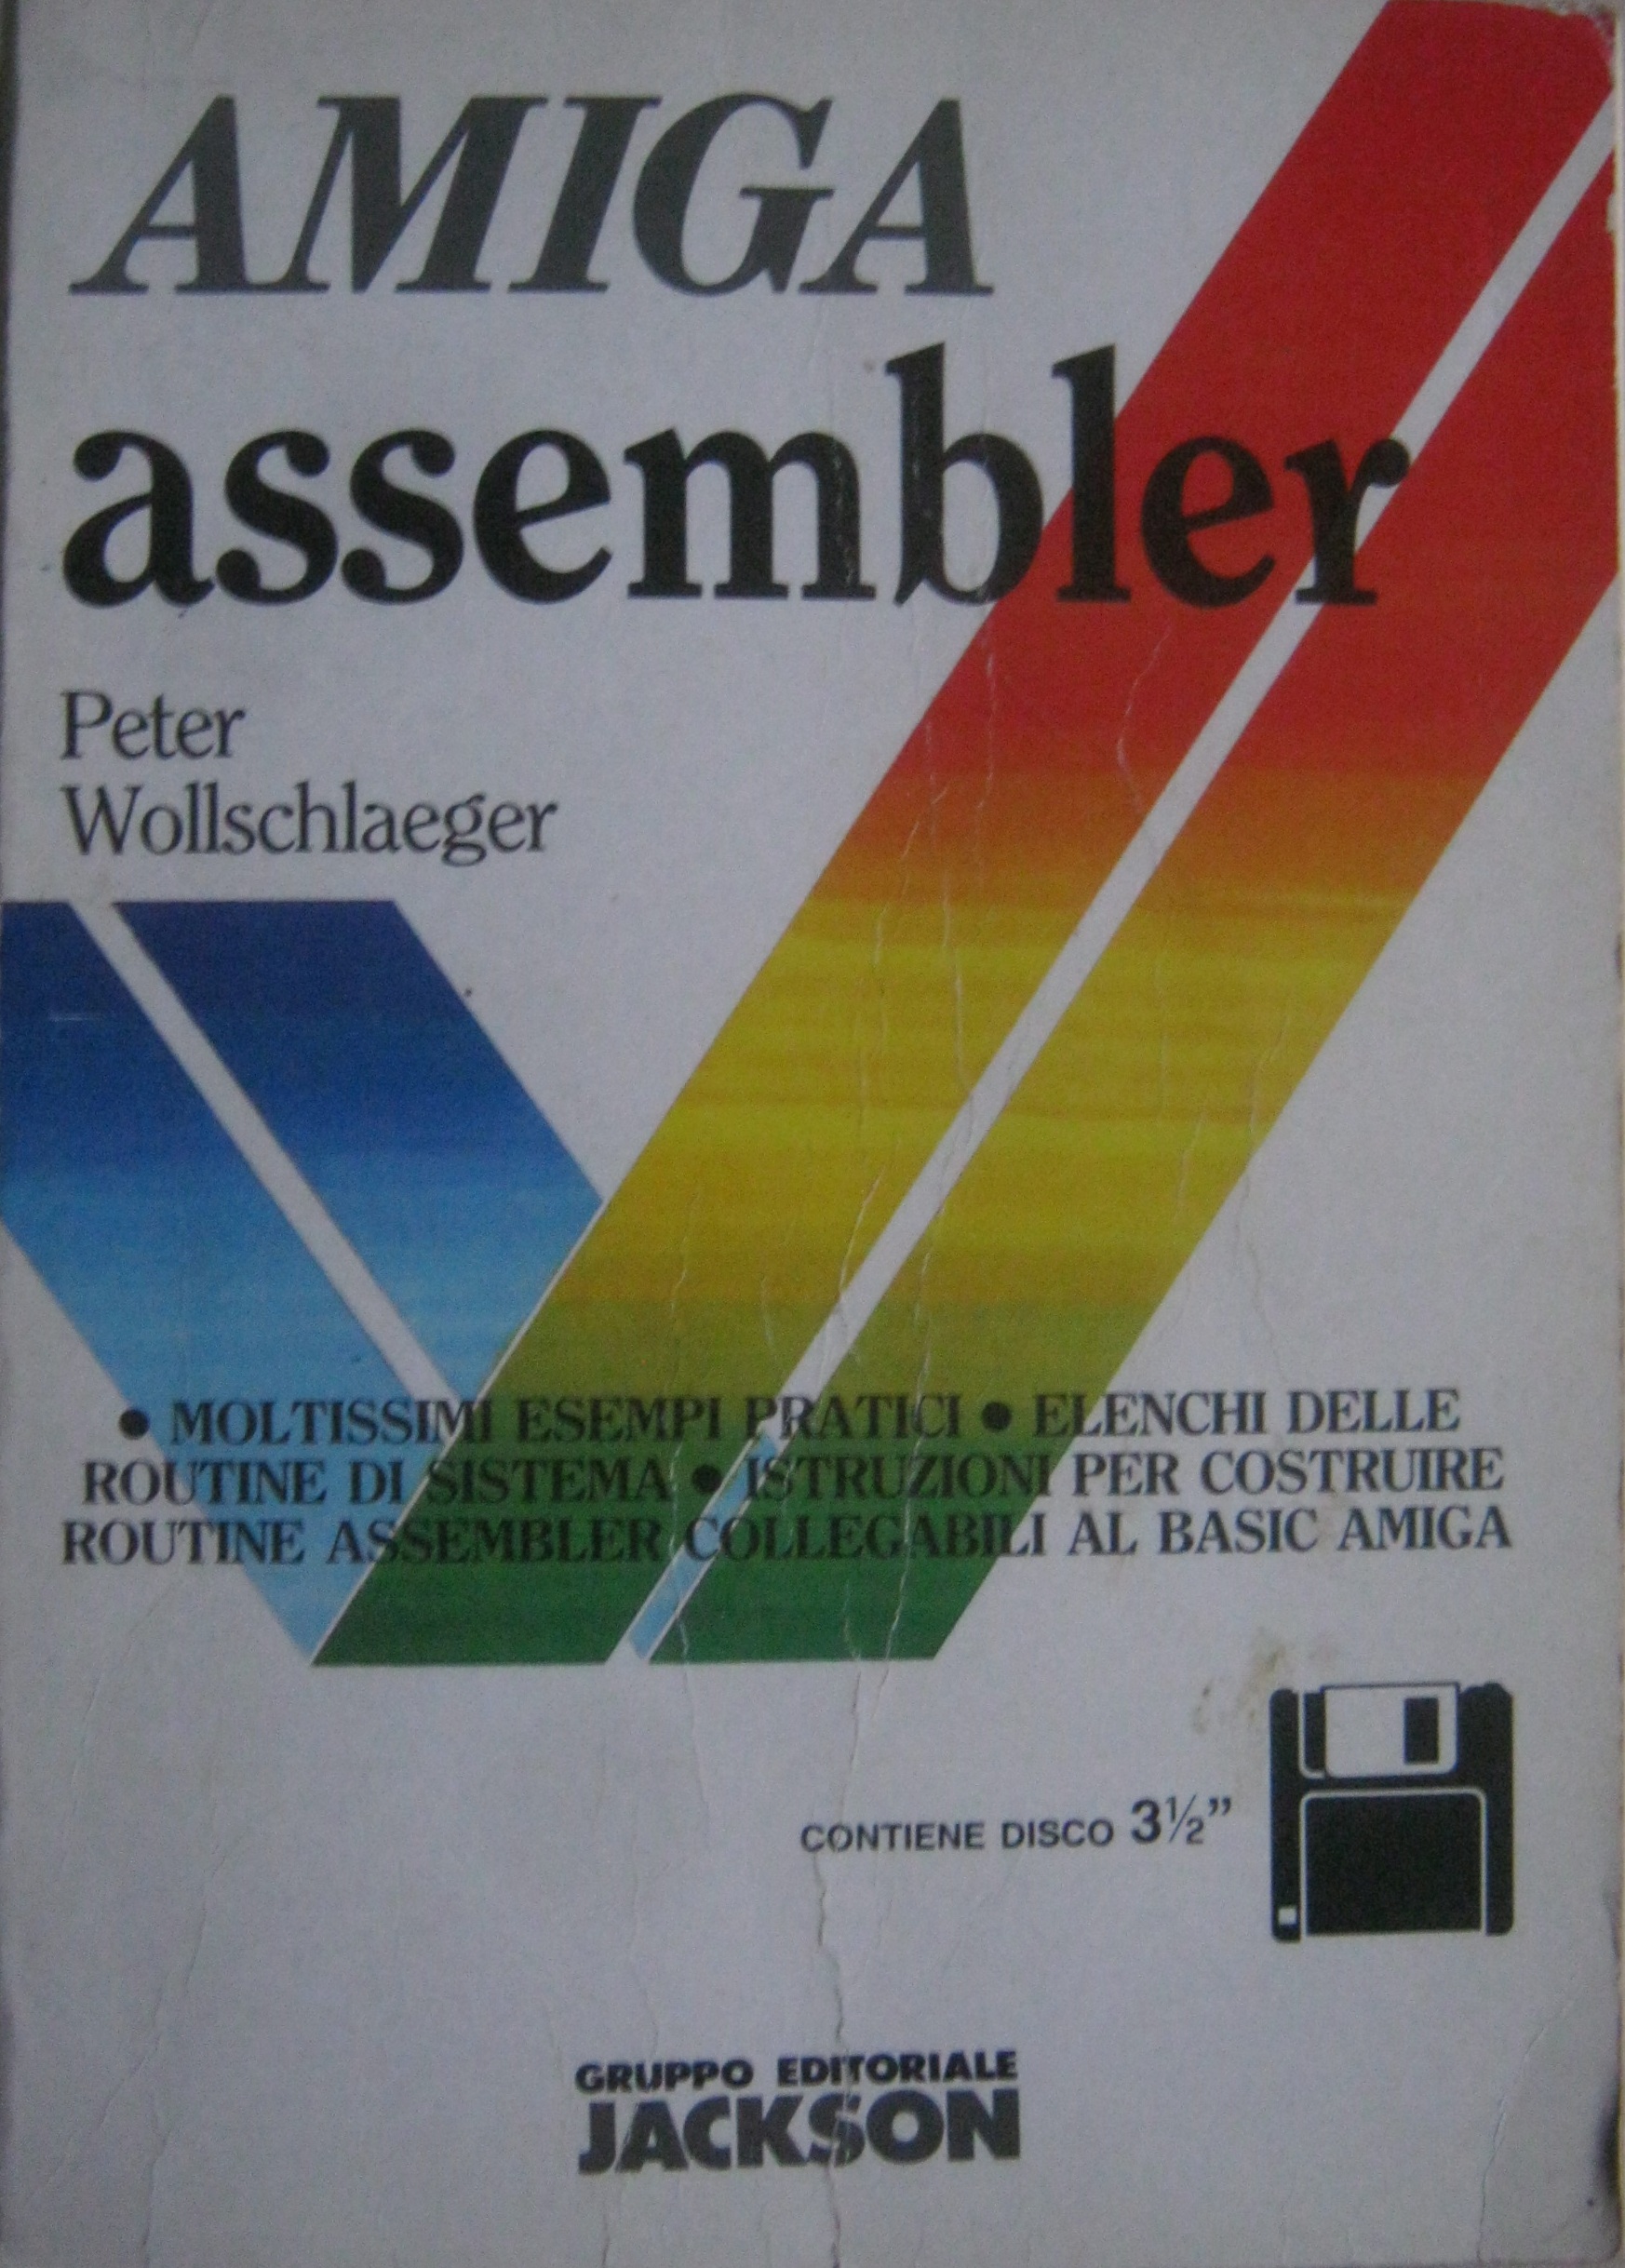 AMIGA
assembler
Peter
Wollschlaeger
• MOLTISSIMI ESEMPI PRATICI • ELENCHI DELLE
ROUTINE DI SISTEMA • ISTRUZIONI PER COSTRUIRE
ROUTINE ASSEMBLER COLLEGABILI AL BASIC AMIGA
CONTIENE DISCO 3½”
GRUPPO EDITORIALE
JACKSON